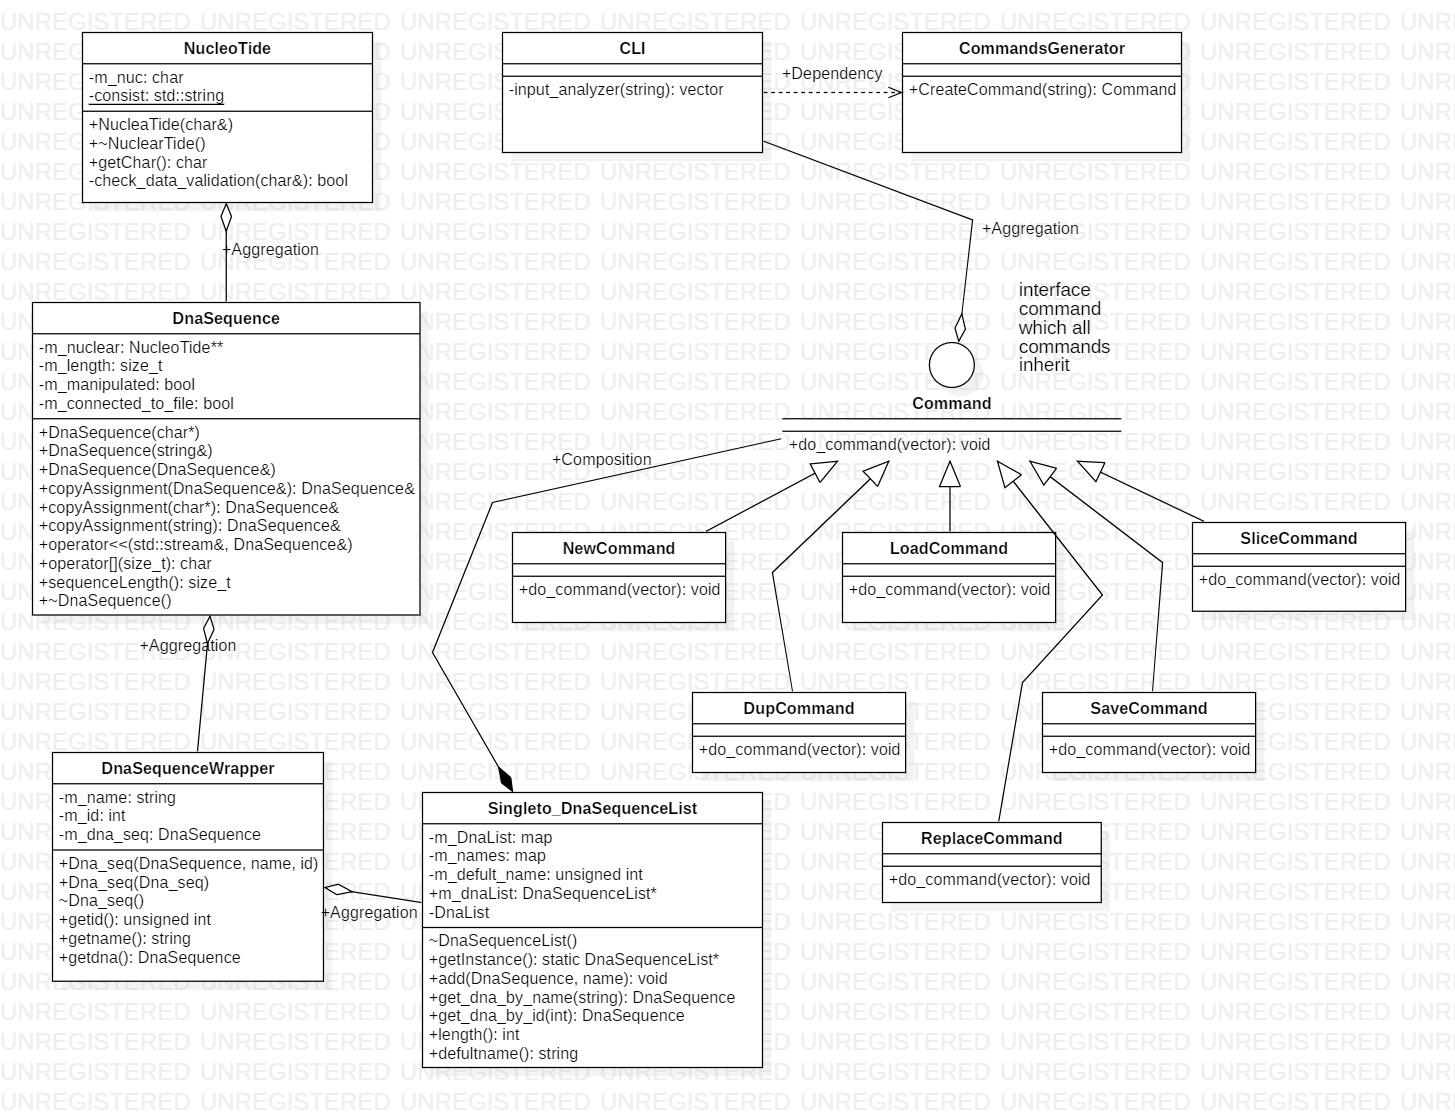 NucleoTide
-m_nuc: char
-consist: std::string
+NucleaTide(char&)
+~NuclearTide()
+getChar(): char
-check_data_validation(char&): bool
CLI
-input_analyzer(string): vector
+Dependency
CommandsGenerator
+CreateCommand(string): Command
+Aggregation
+Aggregation
interface
command
which all
commands
inherit
DnaSequence
-m_nuclear: NucleoTide**
-m_length: size_t
-m_manipulated: bool
-m_connected_to_file: bool
+DnaSequence(char*)
+DnaSequence(string&)
+DnaSequence(DnaSequence&)
+copyAssignment(DnaSequence&): DnaSequence&
+copyAssignment(char*): DnaSequence&
+copyAssignment(string): DnaSequence&
+operator<<(std::stream&, DnaSequence&)
+operator[](size_t): char
+sequenceLength(): size_t
+~DnaSequence()
Command
+do_command(vector): void
+Composition
NewCommand
+do_command(vector): void
LoadCommand
+do_command(vector): void
SliceCommand
+do_command(vector): void
+Aggregation
DupCommand
+do_command(vector): void
SaveCommand
+do_command(vector): void
DnaSequenceWrapper
-m_name: string
-m_id: int
-m_dna_seq: DnaSequence
+Dna_seq(DnaSequence, name, id)
+Dna_seq(Dna_seq)
~Dna_seq()
+getid(): unsigned int
+getname(): string
+getdna(): DnaSequence
+Aggregation
Singleto_DnaSequenceList
-m_DnaList: map
-m_names: map
-m_defult_name: unsigned int
+m_dnaList: DnaSequenceList*
-DnaList
~DnaSequenceList()
+getInstance(): static DnaSequenceList*
+add(DnaSequence, name): void
+get_dna_by_name(string): DnaSequence
+get_dna_by_id(int): DnaSequence
+length(): int
+defultname(): string
ReplaceCommand
+do_command(vector): void
UNREGISTERED